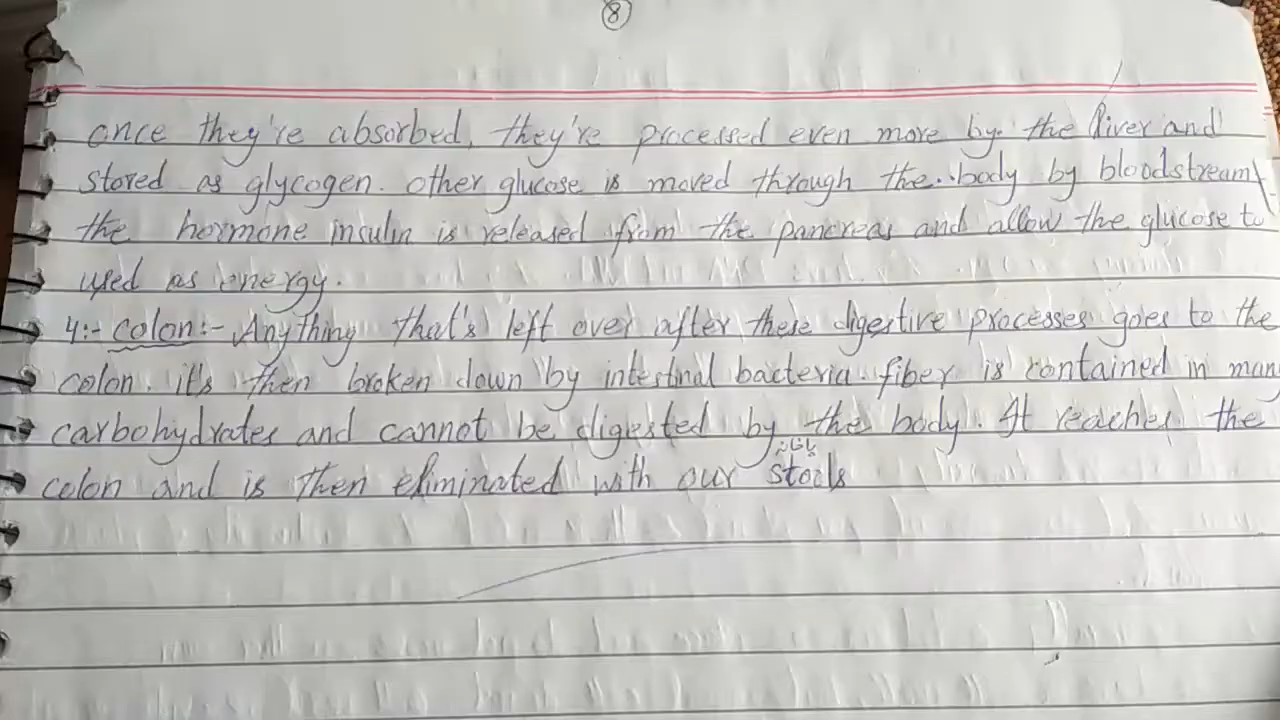 8
once they're absorbed, they're processed even more by the liver and
stored as glycogen. other glucose is moved through the body by bloodstream
the hormone insulin is released from the pancreas and allow the glucose to
used as energy.
4:- colon:- Anything that's left over after these digestive processes goes to the
colon. it's then broken down by intestinal bacteria. fiber is contained in many
carbohydrates and cannot be digested by the body. It reaches the
پاخانہ
colon and is then eliminated with our stools